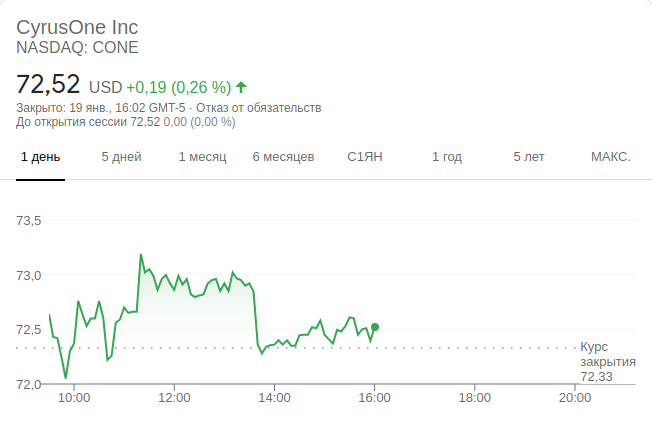 CyrusOne Inc
NASDAQ: CONE
72,52 USD +0,19 (0,26 %)
Закрыто: 19 янв., 16:02 GMT-5 · Отказ от обязательств
До открытия сессии 72,52 0,00 (0,00 %)
1 день 5 дней 1 месяц 6 месяцев С1ЯН 1 год 5 лет МАКС.
73,5
73,0
72,5
Курс
закрытия
72,33
72,0
10:00 12:00 14:00 16:00 18:00 20:00